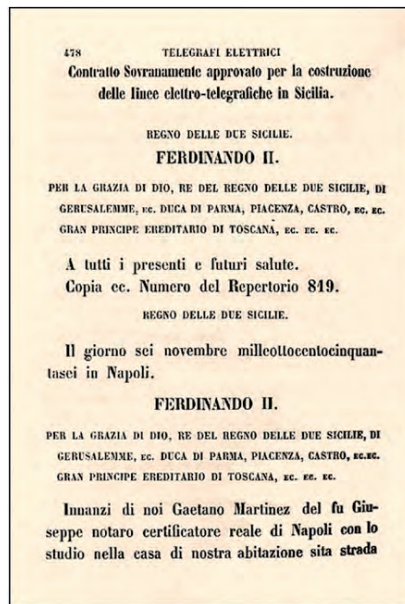 478 TELEGRAFI ELETTRICI
Contratto Sovranamente approvato per la costruzione
delle linee elettro-telegrafiche in Sicilia.
REGNO DELLE DUE SICILIE.
FERDINANDO II.
PER LA GRAZIA DI DIO, RE DEL REGNO DELLE DUE SICILIE, DI
GERUSALEMME, EC. DUCA DI PARMA, PIACENZA, CASTRO, EC. EC.
GRAN PRINCIPE EREDITARIO DI TOSCANA, EC. EC. EC.
A tutti i presenti e futuri salute.
Copia ec. Numero del Repertorio 819.
REGNO DELLE DUE SICILIE.
Il giorno sei novembre milleottocentocinquan-
tasei in Napoli.
FERDINANDO II.
PER LA GRAZIA DI DIO, RE DEL REGNO DELLE DUE SICILIE, DI
GERUSALEMME, EC. DUCA DI PARMA, PIACENZA, CASTRO, EC.EC.
GRAN PRINCIPE EREDITARIO DI TOSCANA, EC. EC. EC.
Innanzi di noi Gaetano Martinez del fu Giu-
seppe notaro certificatore reale di Napoli con lo
studio nella casa di nostra abitazione sita strada